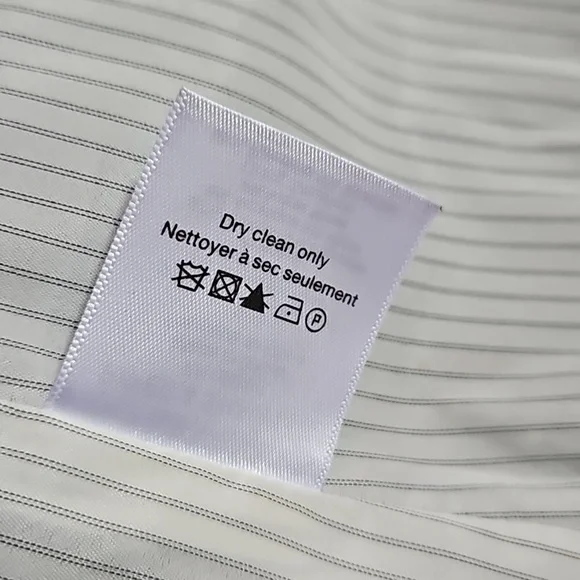 Dry clean only
Nettoyer à sec seulement
P